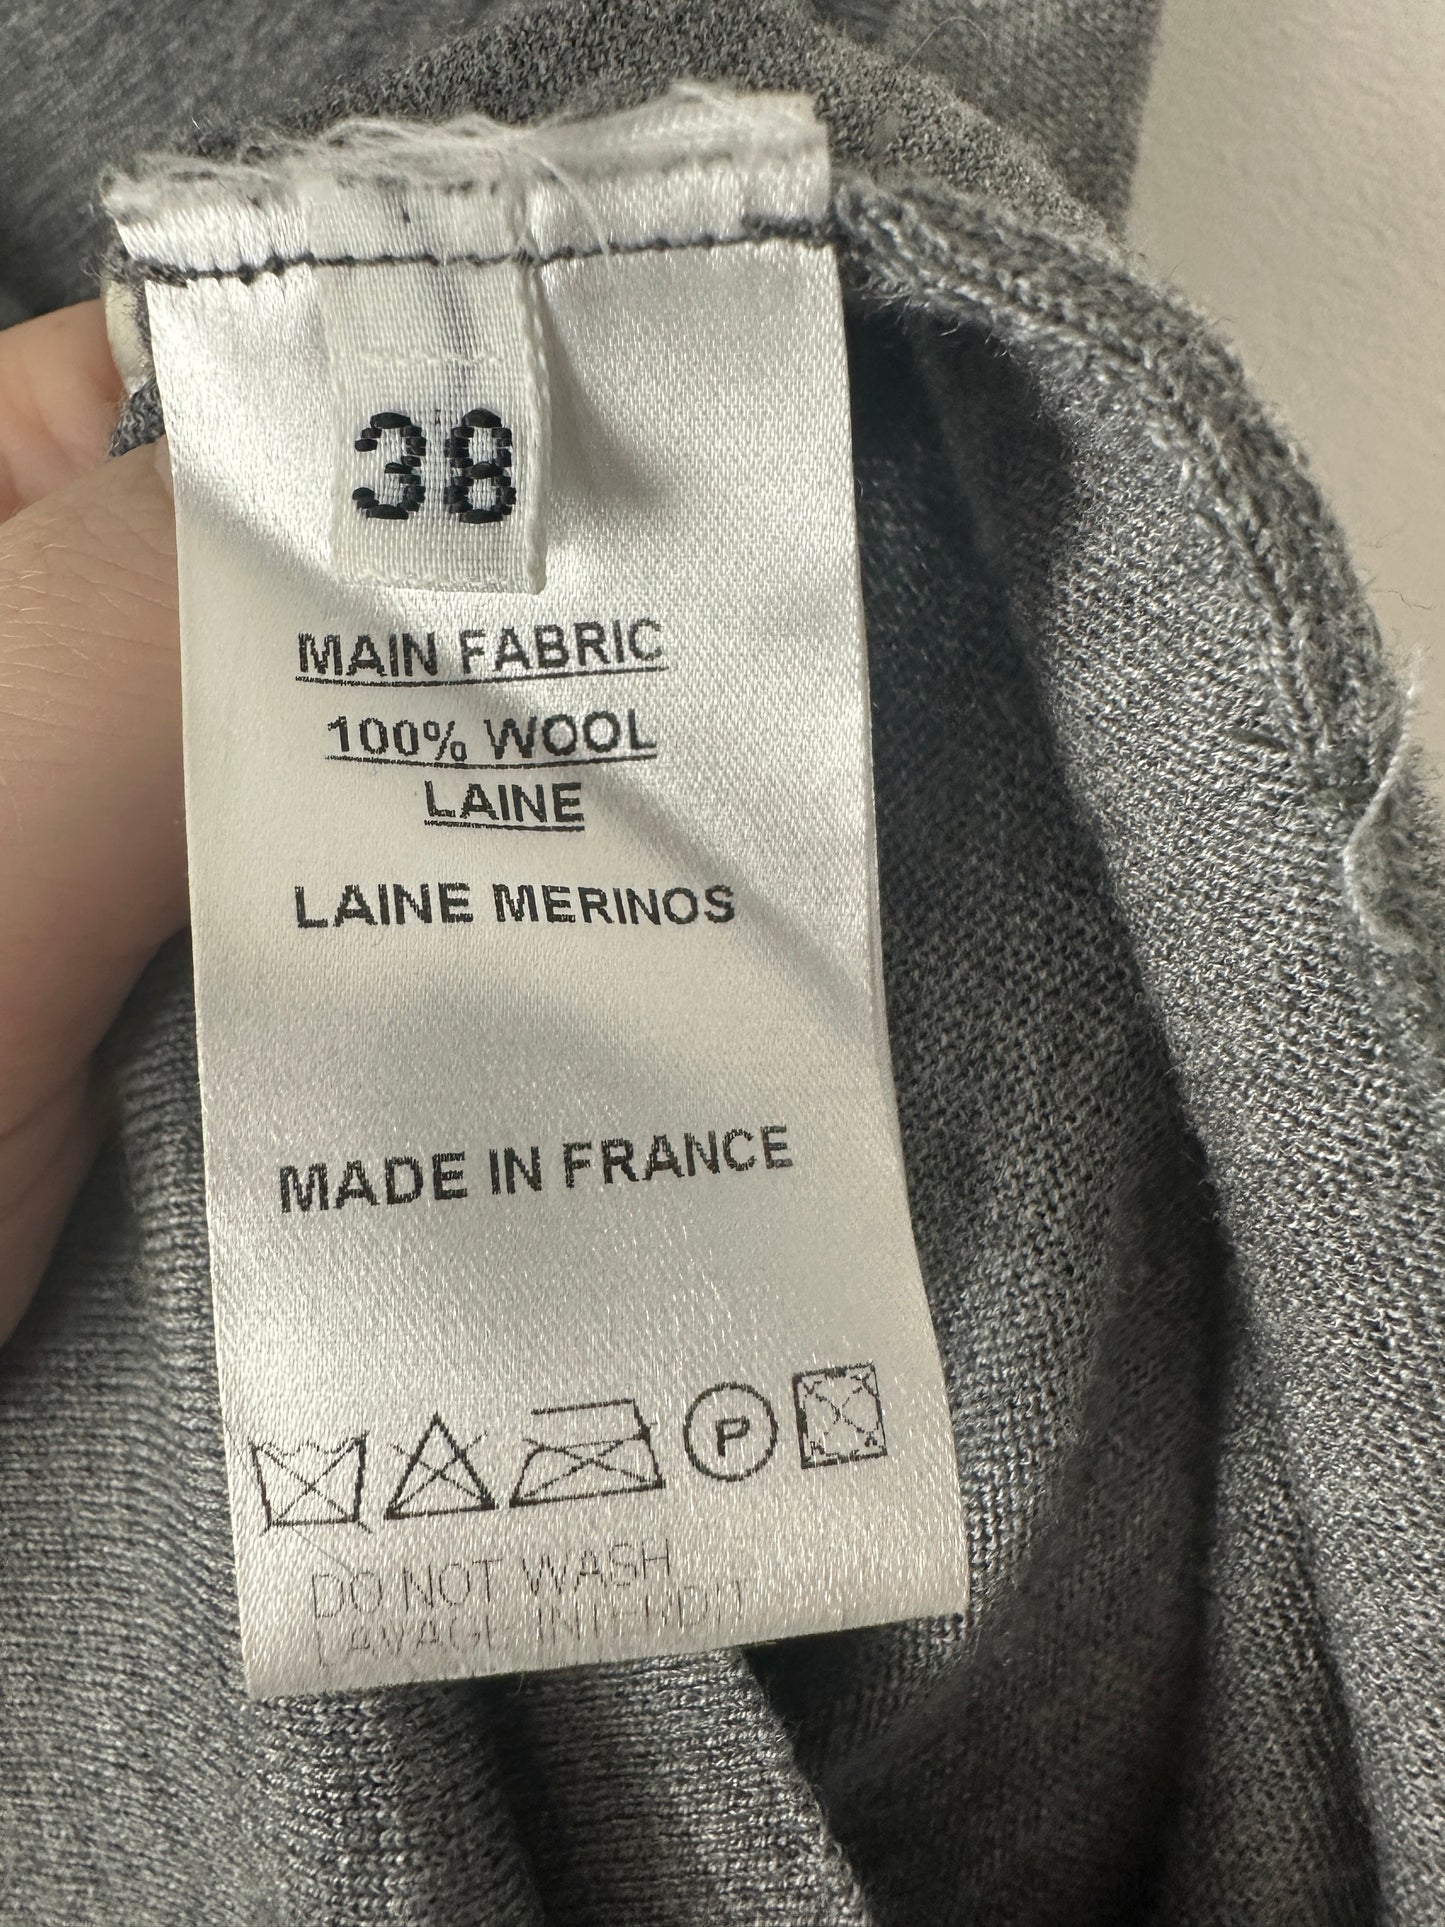 38
MAIN FABRIC
100% WOOL
LAINE
LAINE MERINOS
MADE IN FRANCE
P
DO NOT WASH
LAVAGE INTERDIT